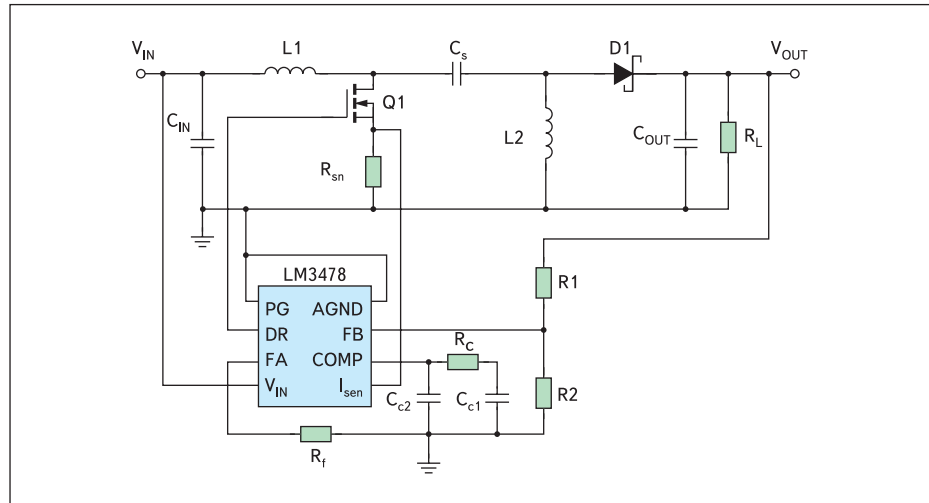 V_IN L1 C_s D1 V_OUT
Q1
C_IN L2 C_OUT R_L
R_sn
LM3478 R1
PG AGND
DR FB
FA COMP R_c
V_IN I_sen C_c2 C_c1 R2
R_f